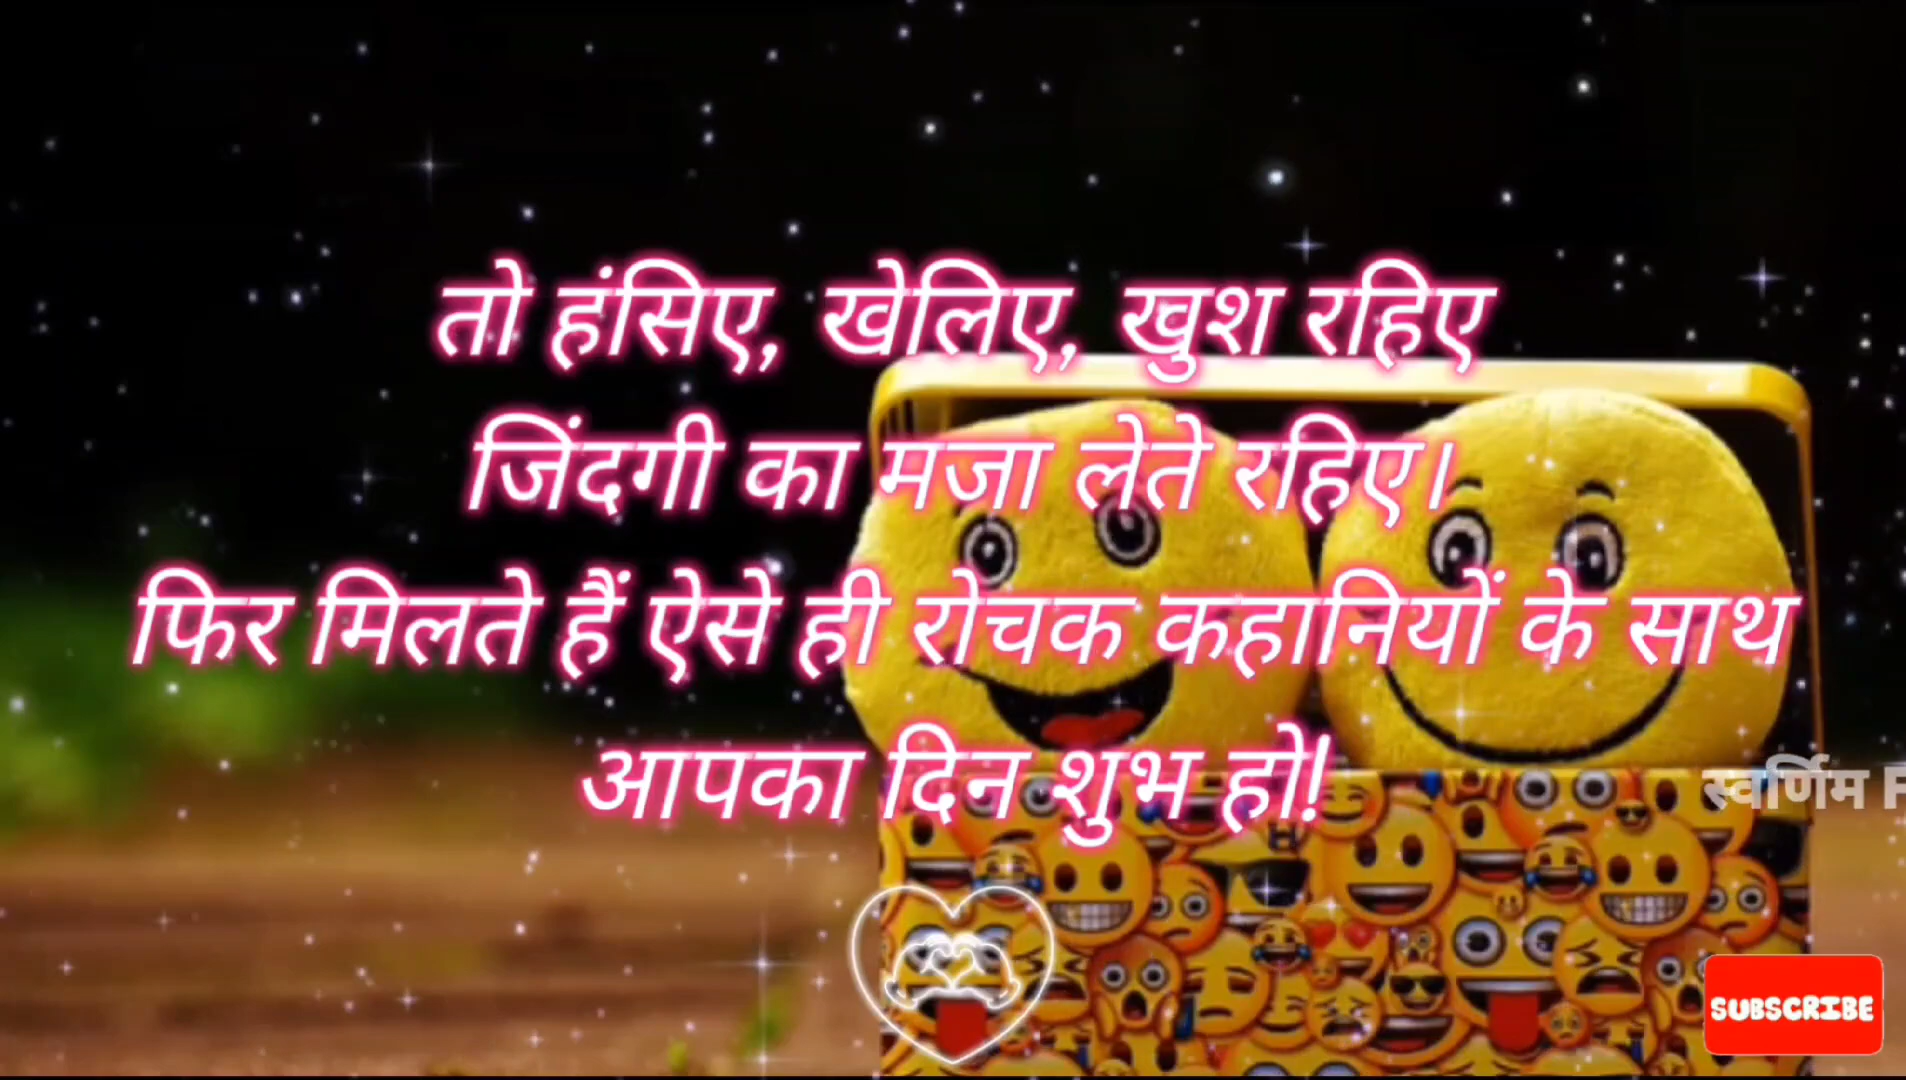 तो हंसिए, खेलिए, खुश रहिए
जिंदगी का मजा लेते रहिए।
फिर मिलते हैं ऐसे ही रोचक कहानियों के साथ
आपका दिन शुभ हो!
स्वर्णिम
SUBSCRIBE